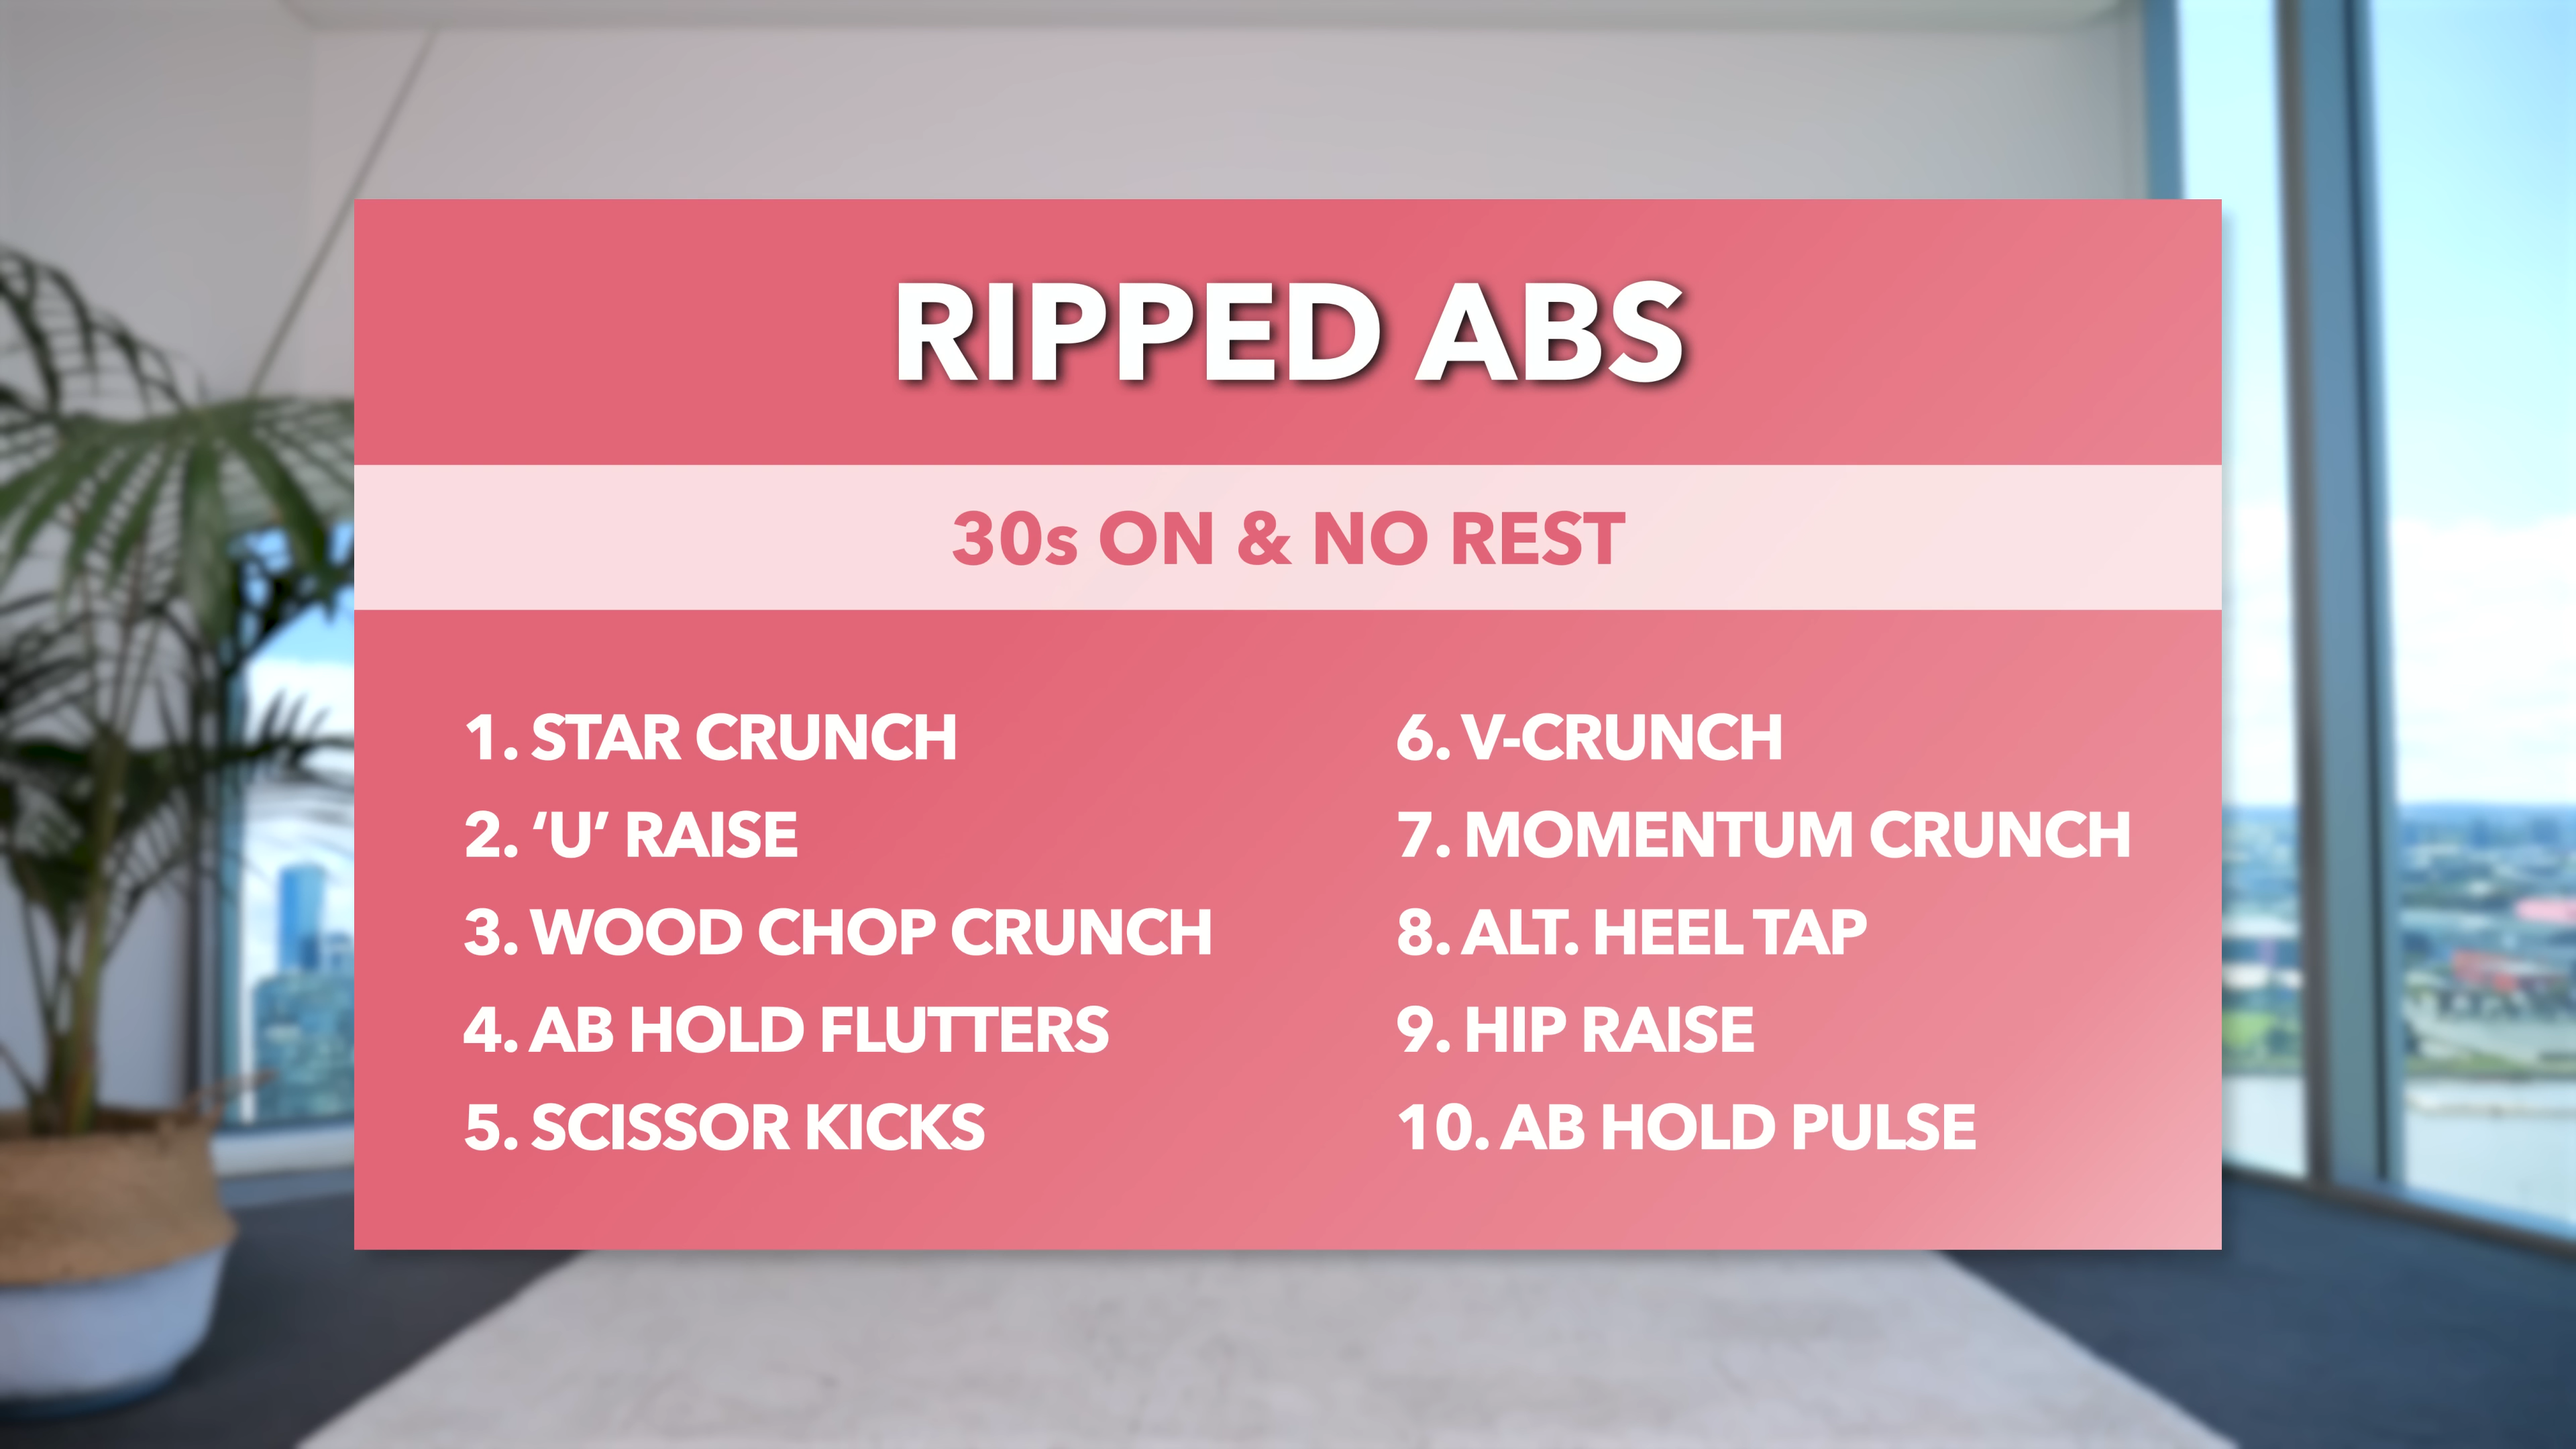 RIPPED ABS
30s ON & NO REST
1. STAR CRUNCH
2. ‘U’ RAISE
3. WOOD CHOP CRUNCH
4. AB HOLD FLUTTERS
5. SCISSOR KICKS
6. V-CRUNCH
7. MOMENTUM CRUNCH
8. ALT. HEEL TAP
9. HIP RAISE
10. AB HOLD PULSE